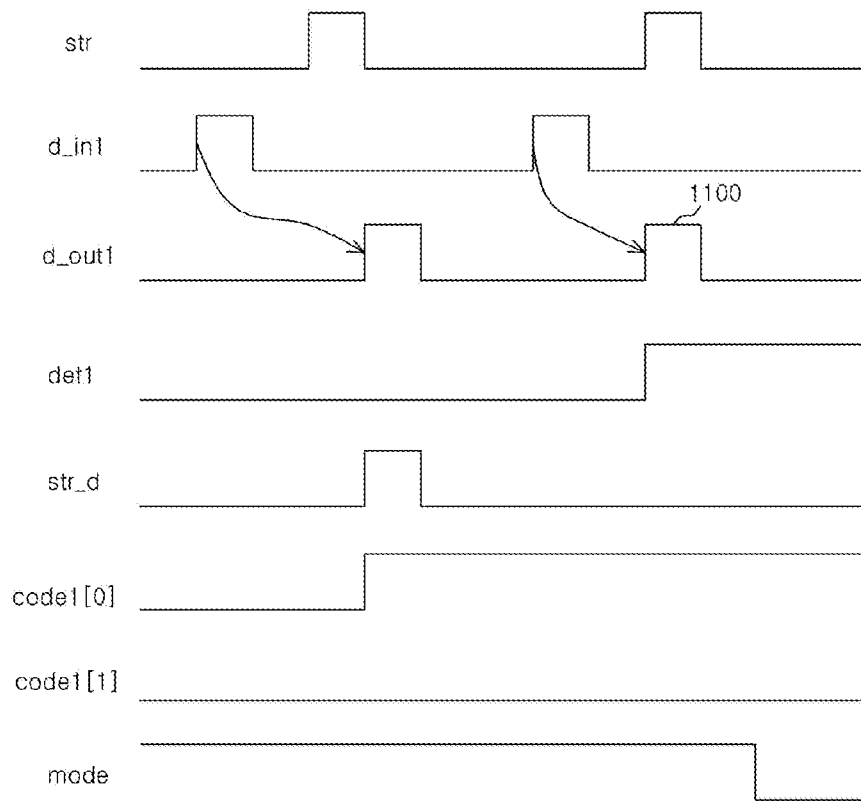 str
d_in1
1100
d_out1
det1
str_d
code1[0]
code1[1]
mode